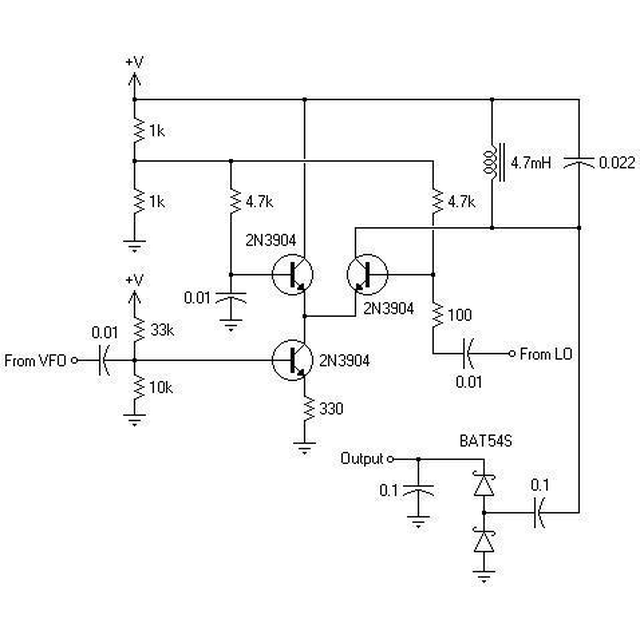 +V
1k
4.7mH
0.022
1k
4.7k
4.7k
2N3904
+V
0.01
2N3904
100
0.01
33k
From VFO
2N3904
From LO
0.01
10k
330
BAT54S
Output
0.1
0.1